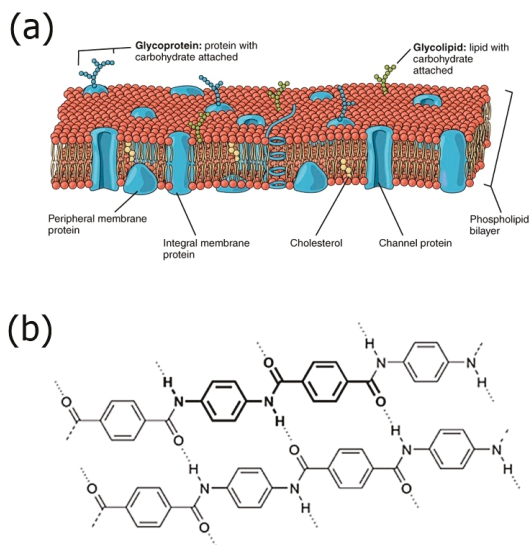 (a)
Glycoprotein: protein with
carbohydrate attached
Glycolipid: lipid with
carbohydrate
attached
Peripheral membrane
protein
Integral membrane
protein
Cholesterol
Channel protein
Phospholipid
bilayer
(b)
H
O
H
N
N
H
O
N
N
H
O
O
H
O
H
N
N
H
O
N
N
H
O
O